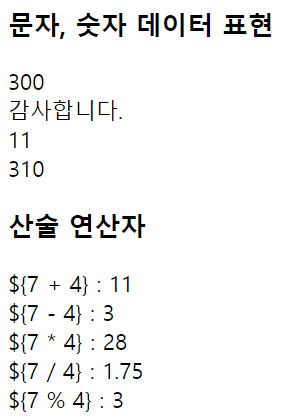 문자, 숫자 데이터 표현
300
감사합니다.
11
310
산술 연산자
${7 + 4} : 11
${7 - 4} : 3
${7 * 4} : 28
${7 / 4} : 1.75
${7 % 4} : 3